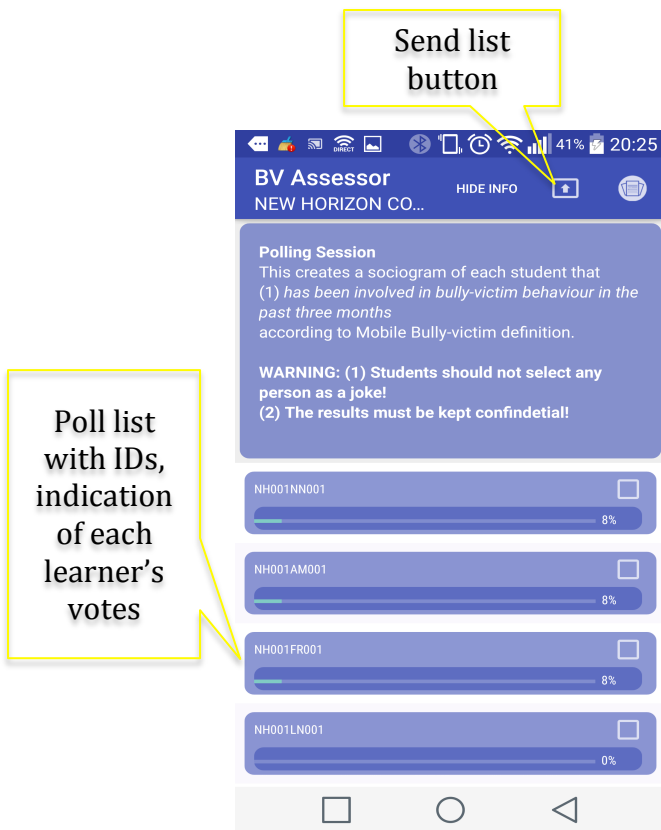 Send list
button
DIRECT
41%
20:25
BV Assessor
NEW HORIZON CO...
HIDE INFO
Polling Session
This creates a sociogram of each student that
(1) has been involved in bully-victim behaviour in the
past three months
according to Mobile Bully-victim definition.
WARNING: (1) Students should not select any
person as a joke!
(2) The results must be kept confindetial!
Poll list
with IDs,
indication
of each
learner’s
votes
NH001NN001
8%
NH001AM001
8%
NH001FR001
8%
NH001LN001
0%